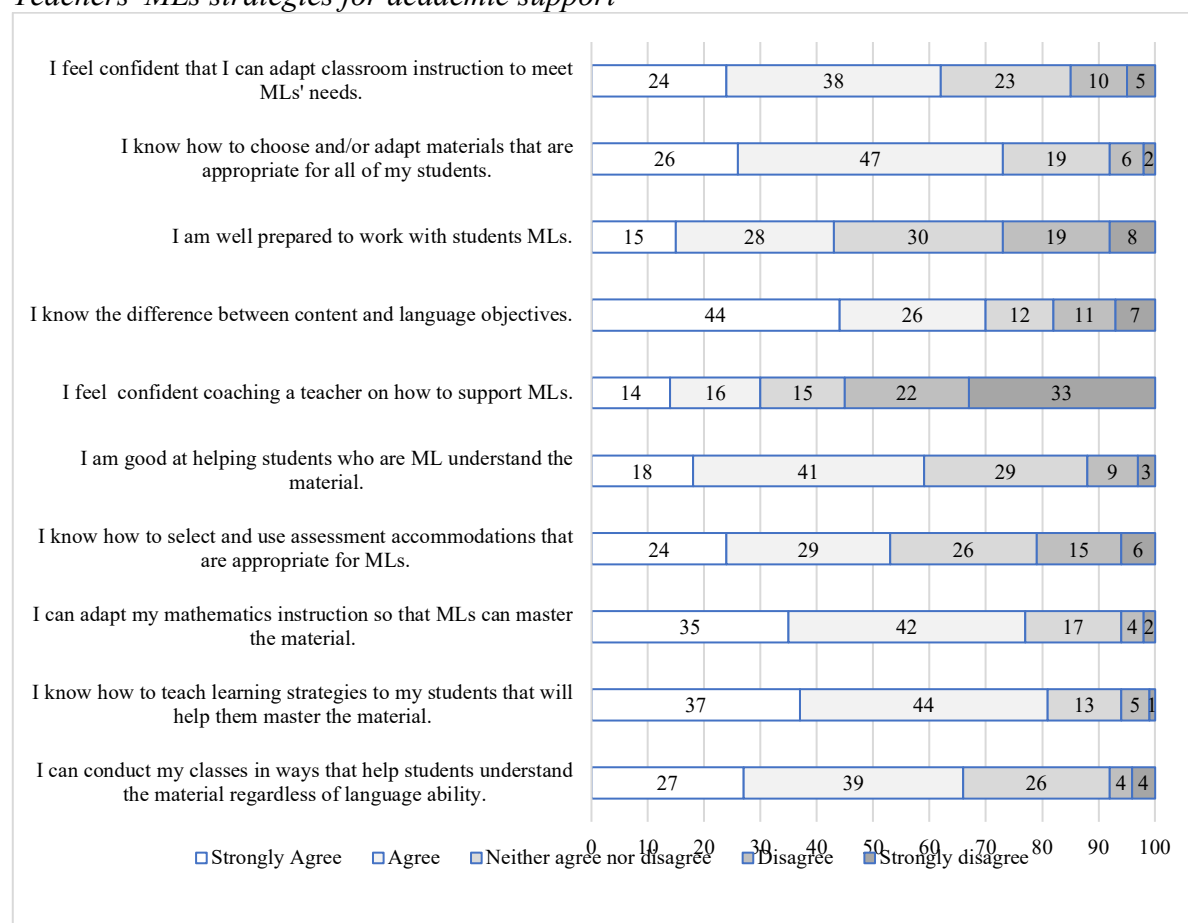 Teachers' MLs strategies for academic support
I feel confident that I can adapt classroom instruction to meet
MLs' needs.
24 38 23 10 5
I know how to choose and/or adapt materials that are
appropriate for all of my students.
26 47 19 6 2
I am well prepared to work with students MLs.
15 28 30 19 8
I know the difference between content and language objectives.
44 26 12 11 7
I feel  confident coaching a teacher on how to support MLs.
14 16 15 22 33
I am good at helping students who are ML understand the
material.
18 41 29 9 3
I know how to select and use assessment accommodations that
are appropriate for MLs.
24 29 26 15 6
I can adapt my mathematics instruction so that MLs can master
the material.
35 42 17 4 2
I know how to teach learning strategies to my students that will
help them master the material.
37 44 13 5 1
I can conduct my classes in ways that help students understand
the material regardless of language ability.
27 39 26 4 4
0 10 20 30 40 50 60 70 80 90 100
Strongly Agree Agree Neither agree nor disagree Disagree Strongly disagree